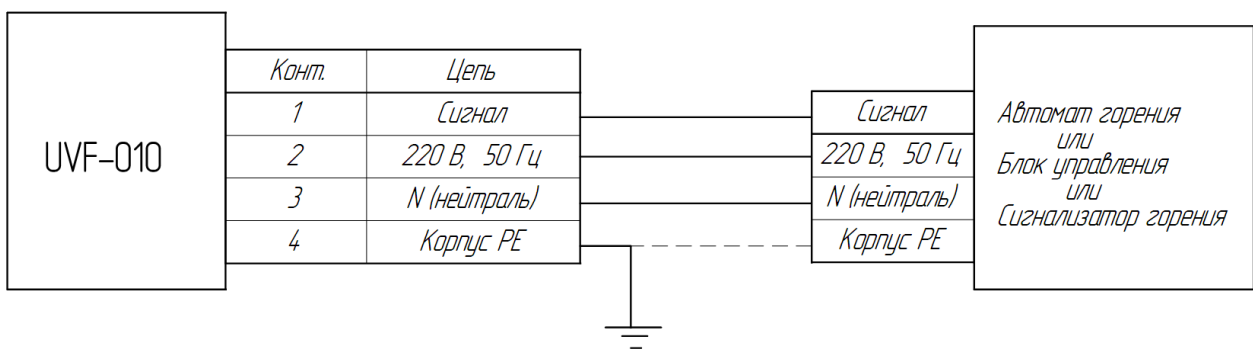 UVF-010
Конт. Цепь
1 Сигнал
2 220 В, 50 Гц
3 N (нейтраль)
4 Корпус PE
Сигнал
220 В, 50 Гц
N (нейтраль)
Корпус PE
Автомат горения
или
Блок управления
или
Сигнализатор горения